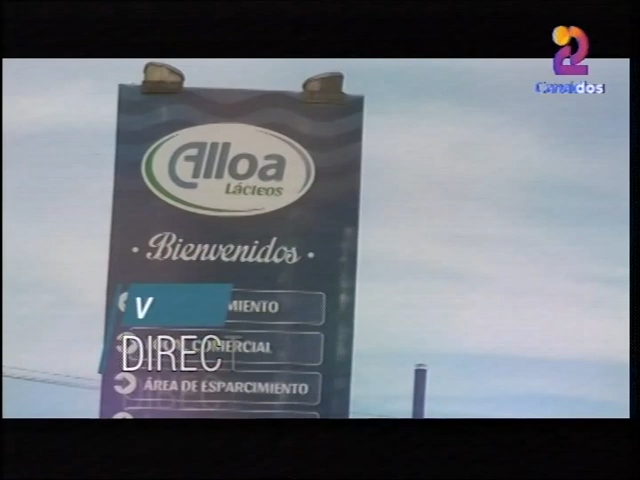 2
Canaldos
Alloa
Lácteos
• Bienvenidos •
MIENTO
V
COMERCIAL
DIREC
ÁREA DE ESPARCIMIENTO